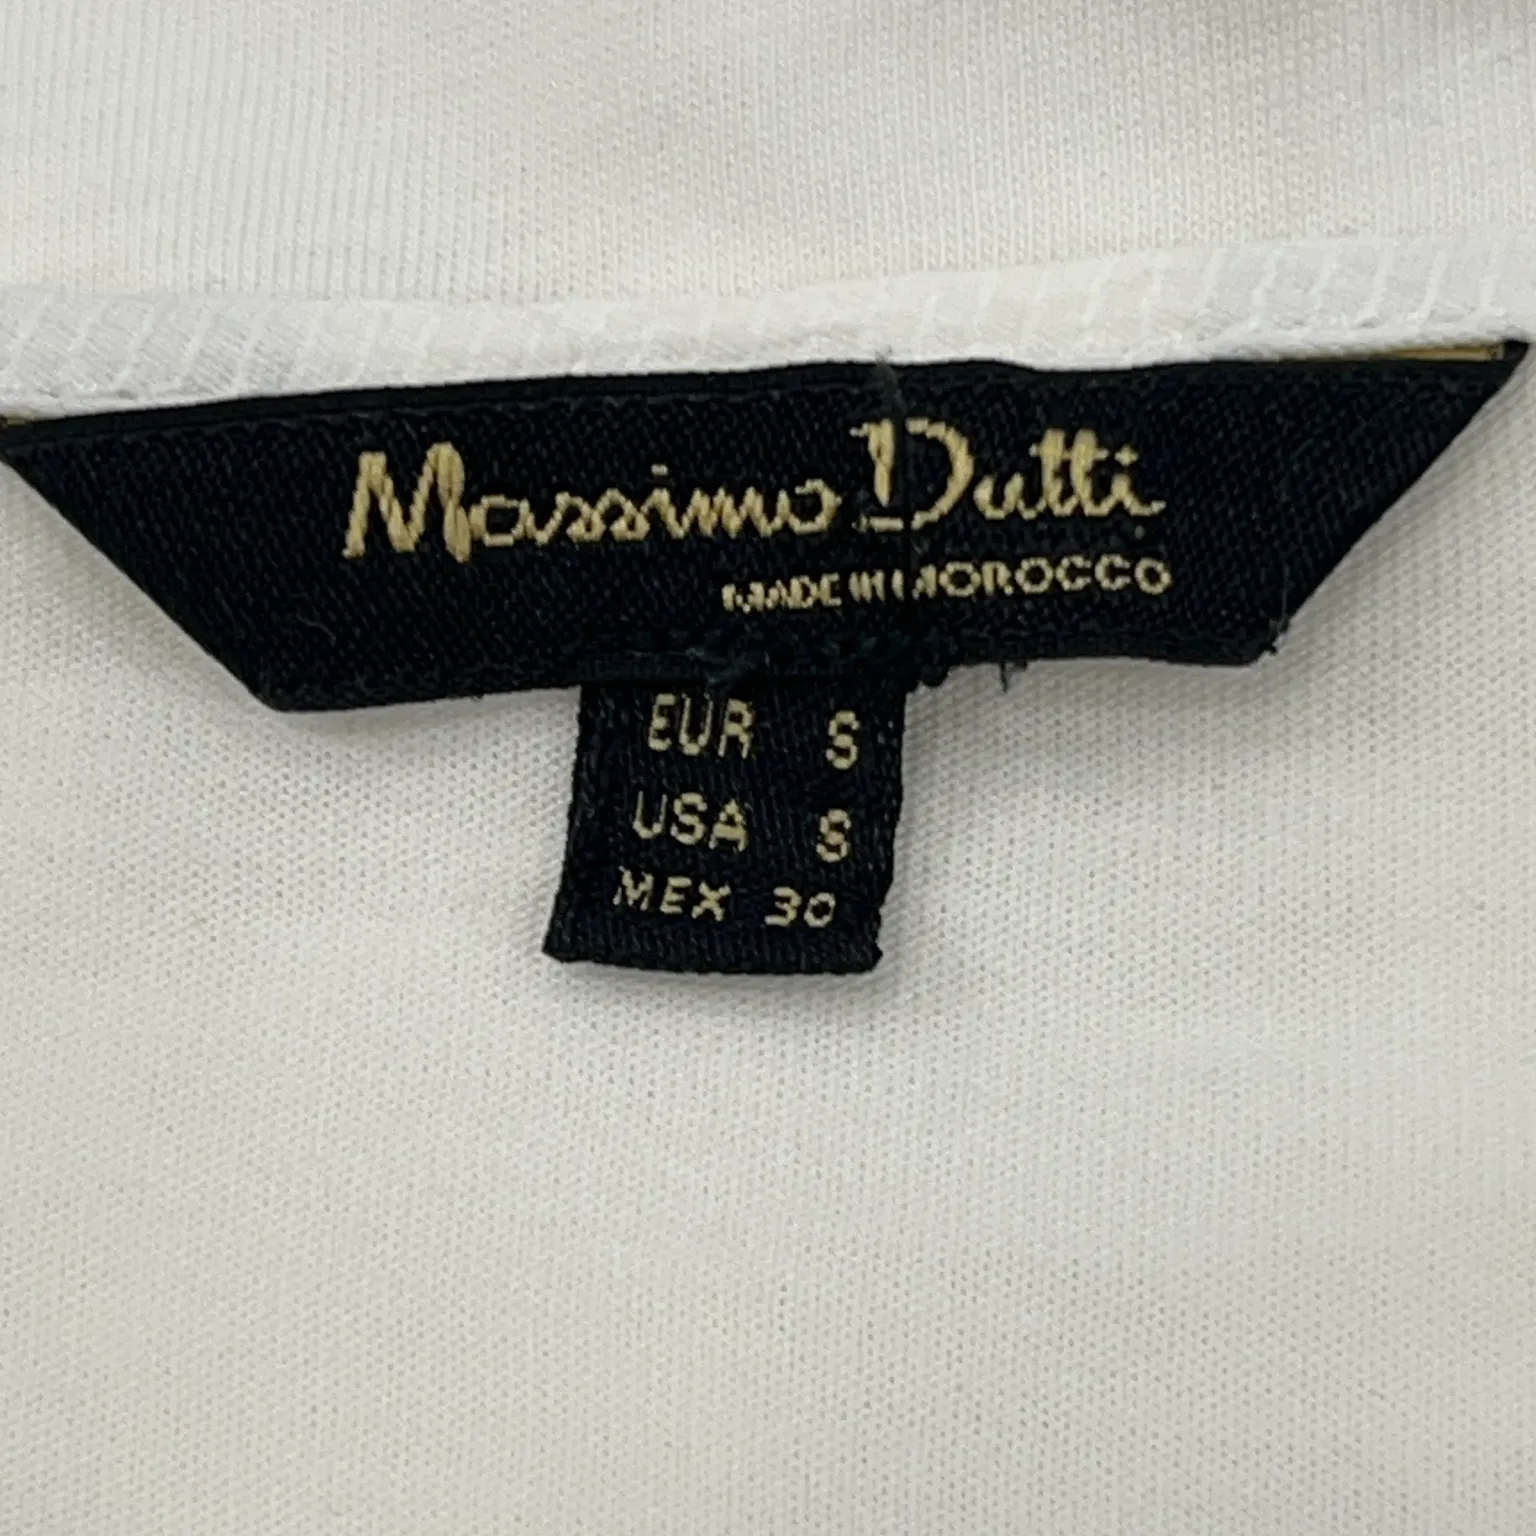 Massimo Dutti
MADE IN MOROCCO
EUR S
USA S
MEX 30